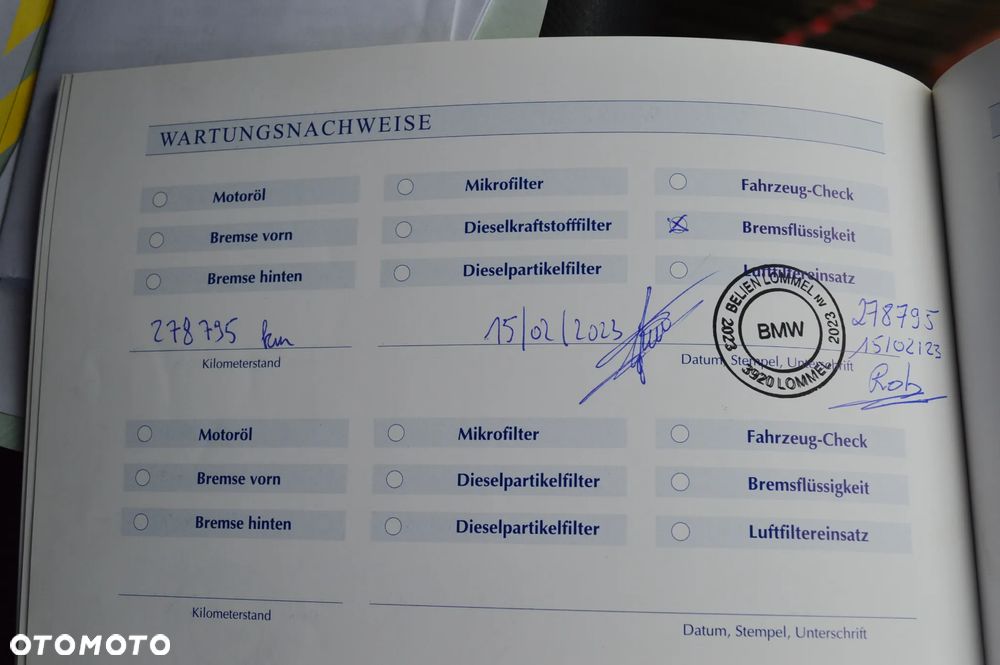 WARTUNGSNACHWEISE
Motoröl Mikrofilter Fahrzeug-Check
Bremse vorn Dieselkraftstofffilter Bremsflüssigkeit
Bremse hinten Dieselpartikelfilter Luftfiltereinsatz
278795 km 15/02/2023
Kilometerstand Datum, Stempel, Unterschrift
BELIEN LOMMEL NV 2023
BMW
2023 3920 LOMMEL
278795
15/02/23
Rob
Motoröl Mikrofilter Fahrzeug-Check
Bremse vorn Dieselpartikelfilter Bremsflüssigkeit
Bremse hinten Dieselpartikelfilter Luftfiltereinsatz
Kilometerstand Datum, Stempel, Unterschrift
OTOMOTO